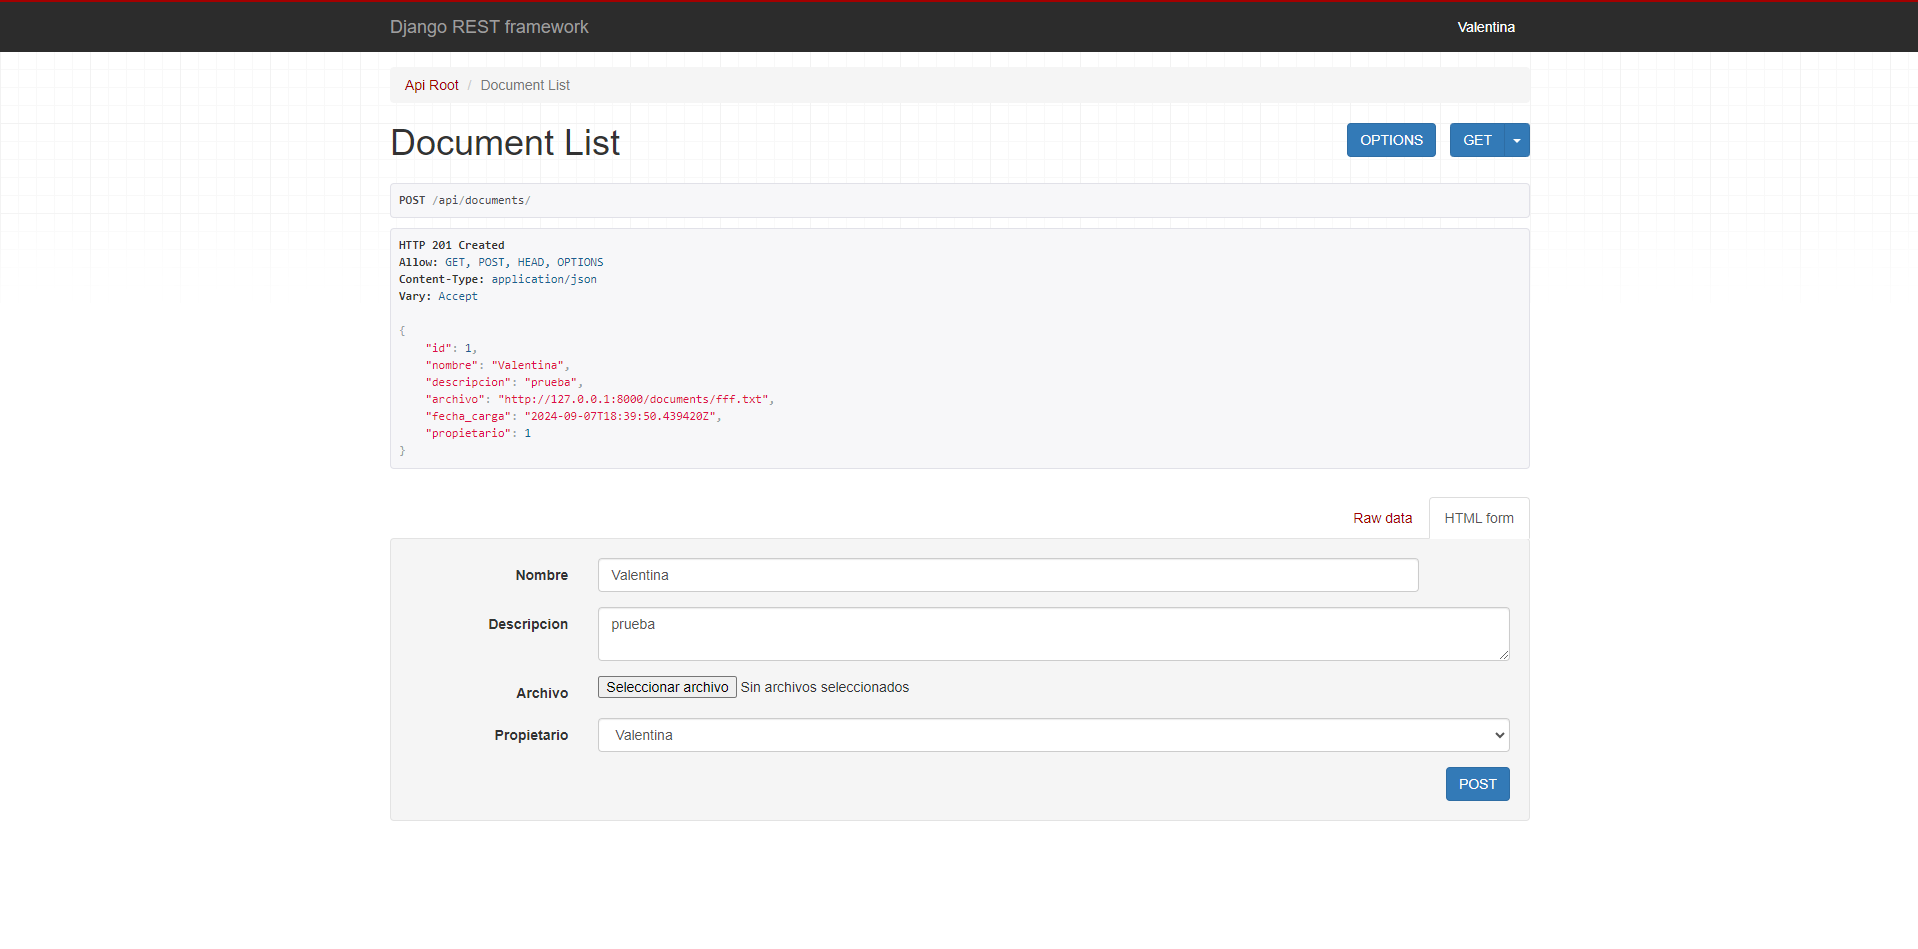 Django REST framework
Valentina
Api Root / Document List
Document List
OPTIONS
GET
POST /api/documents/
HTTP 201 Created
Allow: GET, POST, HEAD, OPTIONS
Content-Type: application/json
Vary: Accept
{
    "id": 1,
    "nombre": "Valentina",
    "descripcion": "prueba",
    "archivo": "http://127.0.0.1:8000/documents/fff.txt",
    "fecha_carga": "2024-09-07T18:39:50.439420Z",
    "propietario": 1
}
Raw data
HTML form
Nombre
Valentina
Descripcion
prueba
Archivo
Seleccionar archivo Sin archivos seleccionados
Propietario
Valentina
POST